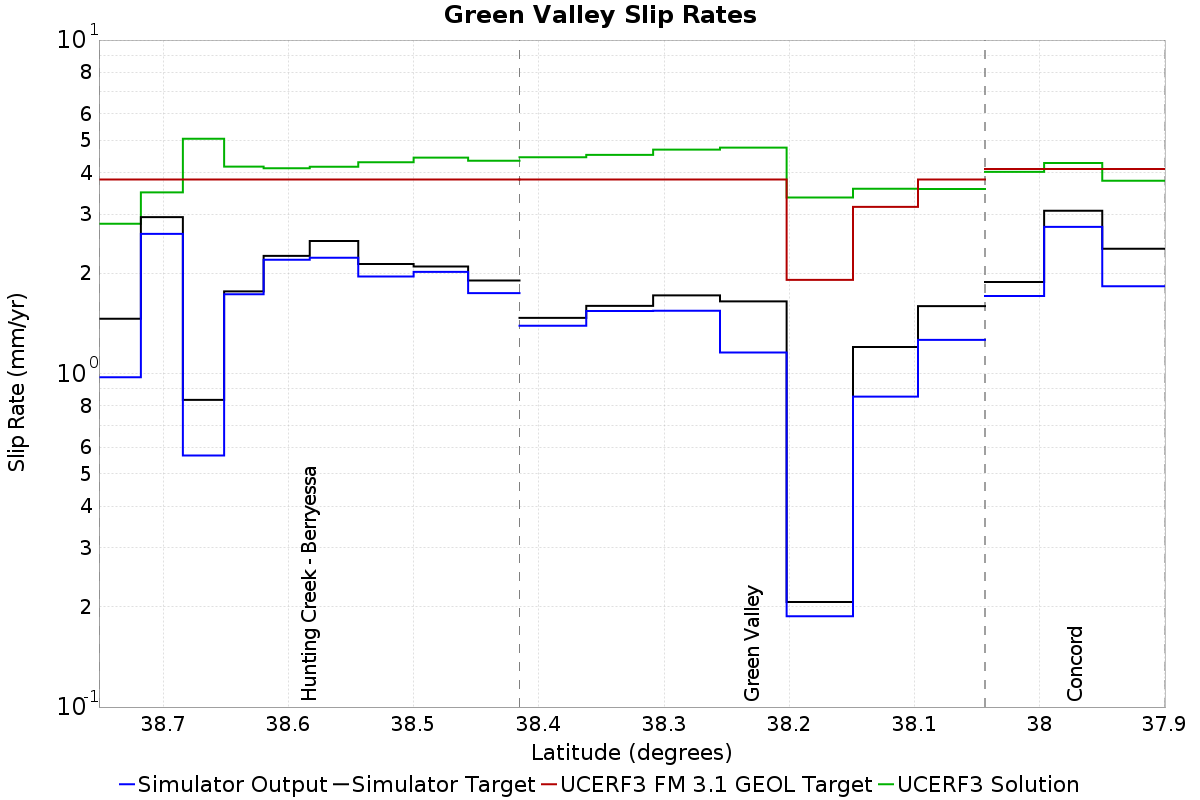 Green Valley Slip Rates
10^1
8
6
5
4
3
2
10^0
8
6
5
4
3
2
10^-1
Slip Rate (mm/yr)
Hunting Creek - Berryessa
Green Valley
Concord
38.7 38.6 38.5 38.4 38.3 38.2 38.1 38 37.9
Latitude (degrees)
Simulator Output Simulator Target UCERF3 FM 3.1 GEOL Target UCERF3 Solution